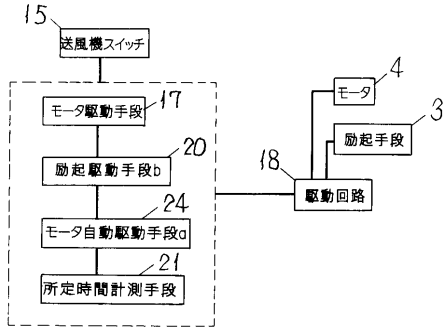 15
送風機スイッチ
モータ駆動手段
17
励起駆動手段b
20
モータ自動駆動手段a
24
所定時間計測手段
21
モータ
4
励起手段
3
18
駆動回路